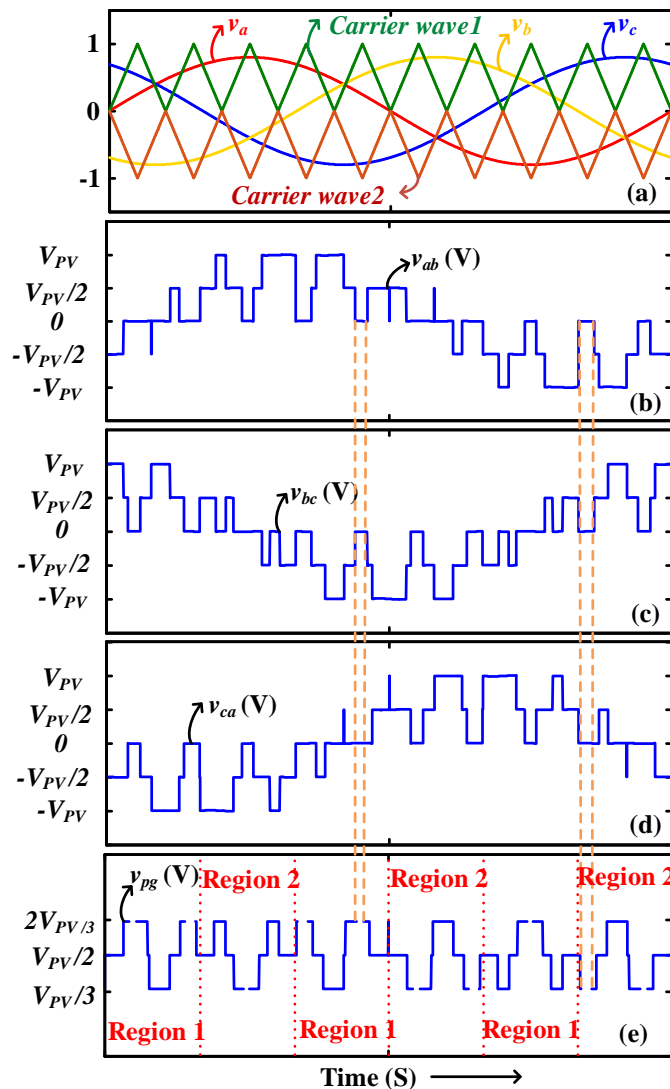 v_a
Carrier wave1
v_b
v_c
1
0
-1
Carrier wave2
(a)
V_PV
V_PV/2
0
-V_PV/2
-V_PV
v_ab (V)
(b)
V_PV
V_PV/2
0
-V_PV/2
-V_PV
v_bc (V)
(c)
V_PV
V_PV/2
0
-V_PV/2
-V_PV
v_ca (V)
(d)
v_pg (V)
Region 2
Region 2
Region 2
2V_PV/3
V_PV/2
V_PV/3
Region 1
Region 1
Region 1
(e)
Time (S)